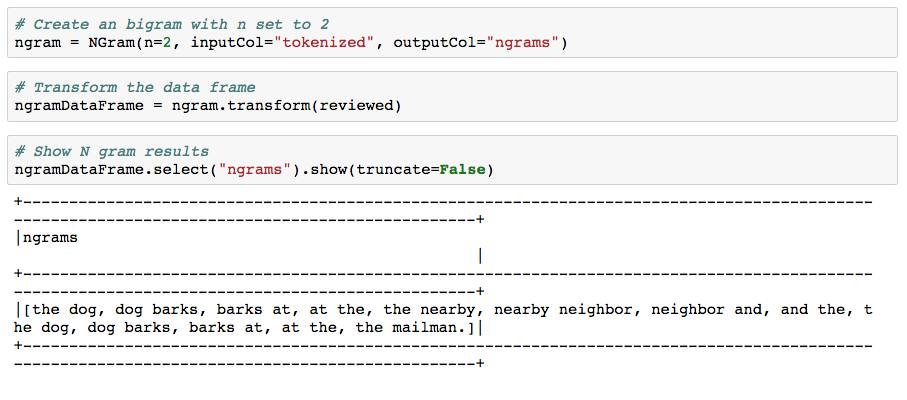 # Create an bigram with n set to 2
ngram = NGram(n=2, inputCol="tokenized", outputCol="ngrams")
# Transform the data frame
ngramDataFrame = ngram.transform(reviewed)
# Show N gram results
ngramDataFrame.select("ngrams").show(truncate=False)
+--------------------------------------------------------------------------------------------
--------------------------------------------------+
|ngrams
|
+--------------------------------------------------------------------------------------------
--------------------------------------------------+
|[the dog, dog barks, barks at, at the, the nearby, nearby neighbor, neighbor and, and the, t
he dog, dog barks, barks at, at the, the mailman.]|
+--------------------------------------------------------------------------------------------
--------------------------------------------------+